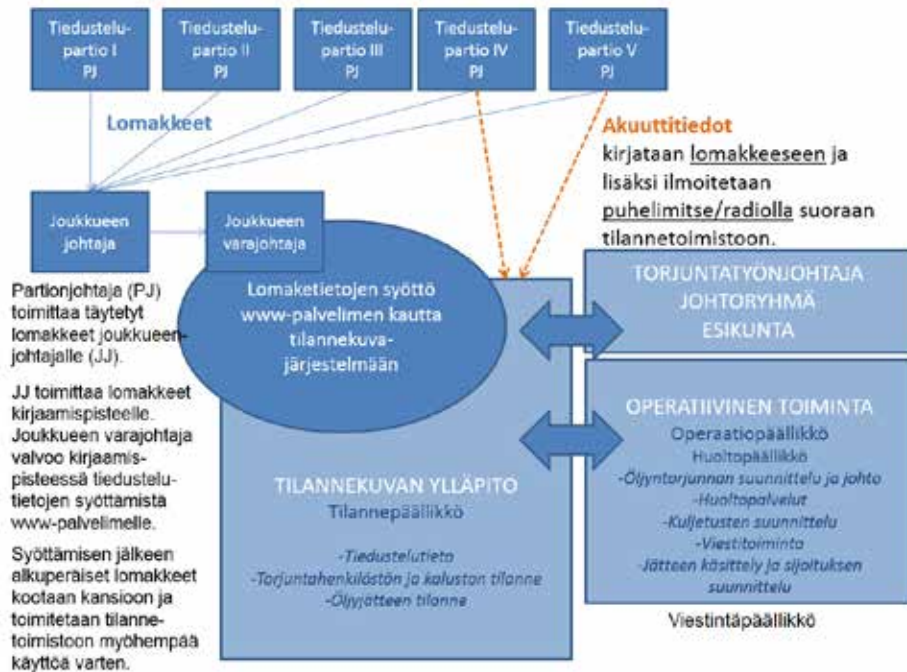 Tiedustelu-
partio I
PJ
Tiedustelu-
partio II
PJ
Tiedustelu-
partio III
PJ
Tiedustelu-
partio IV
PJ
Tiedustelu-
partio V
PJ
Lomakkeet
Akuuttitiedot
kirjataan lomakkeeseen ja
lisäksi ilmoitetaan
puhelimitse/radiolla suoraan
tilannetoimistoon.
Joukkueen
johtaja
Joukkueen
varajohtaja
Partionjohtaja (PJ)
toimittaa täytetyt
lomakkeet joukkueen-
johtajalle (JJ).
JJ toimittaa lomakkeet
kirjaamispisteelle.
Joukkueen varajohtaja
valvoo kirjaamis-
pisteessä tiedustelu-
tietojen syöttämistä
www-palvelimelle.
Syöttämisen jälkeen
alkuperäiset lomakkeet
kootaan kansioon ja
toimitetaan tilanne-
toimistoon myöhempää
käyttöä varten.
Lomaketietojen syöttö
www-palvelimen kautta
tilannekuva-
järjestelmään
TILANNEKUVAN YLLÄPITO
Tilannepäällikkö
-Tiedustelutieto
-Torjuntahenkilöstön ja kaluston tilanne
-Öljyjätteen tilanne
TORJUNTATYÖNJOHTAJA
JOHTORYHMÄ
ESIKUNTA
OPERATIIVINEN TOIMINTA
Operaatiopäällikkö
Huoltopäällikkö
-Öljyntorjunnan suunnittelu ja johto
-Huoltopalvelut
-Kuljetusten suunnittelu
-Viestitoiminta
-Jätteen käsittely ja sijoituksen
suunnittelu
Viestintäpäällikkö